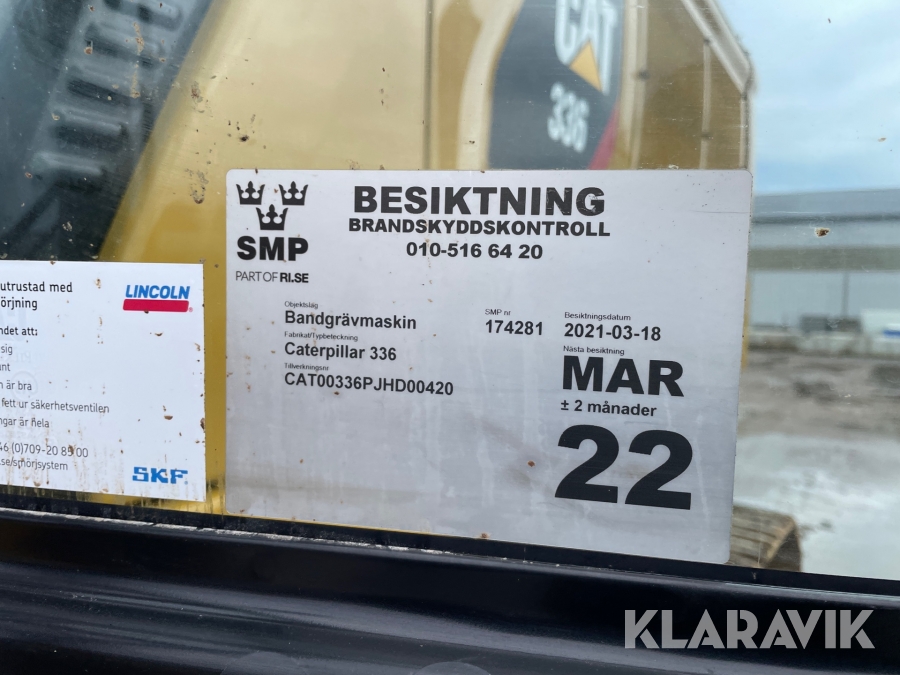 CAT
336
BESIKTNING
BRANDSKYDDSKONTROLL
010-516 64 20
SMP
PART OF RI.SE
Objektslag
Bandgrävmaskin
Fabrikat/Typbeteckning
Caterpillar 336
Tillverkningsnr
CAT00336PJHD00420
SMP nr
174281
Besiktningsdatum
2021-03-18
Nästa besiktning
MAR
± 2 månader
22
utrustad med
LINCOLN
ndet att:
sig
n är bra
fett ur säkerhetsventilen
ngar är hela
46 (0)709-20 85 00
.se/smörjsystem
SKF
KLARAVIK